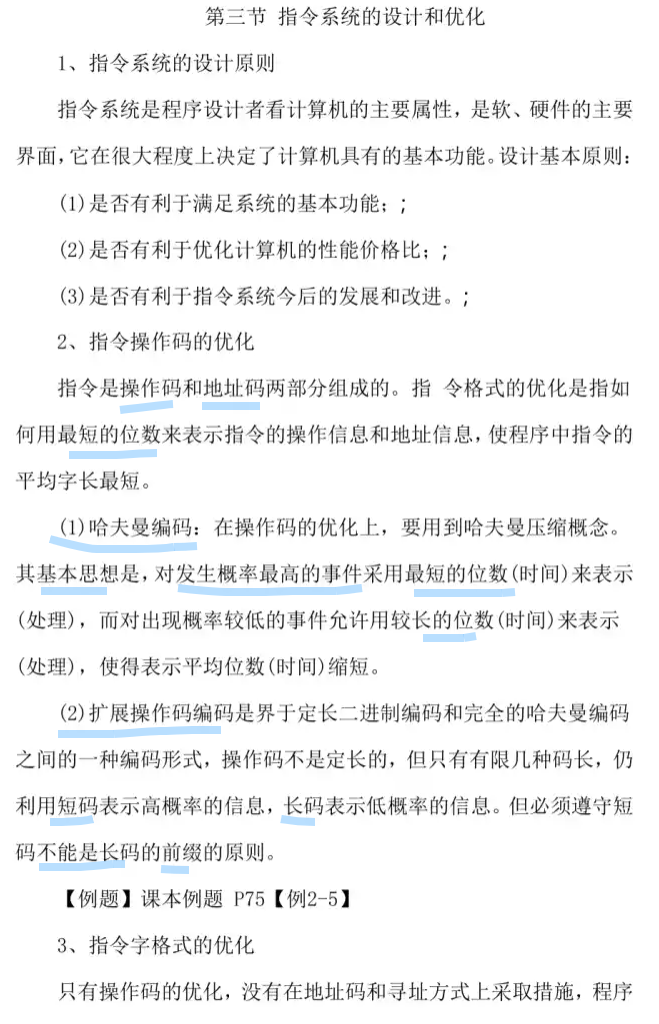 第三节 指令系统的设计和优化
1、指令系统的设计原则
指令系统是程序设计者看计算机的主要属性，是软、硬件的主要
界面，它在很大程度上决定了计算机具有的基本功能。设计基本原则：
(1)是否有利于满足系统的基本功能；;
(2)是否有利于优化计算机的性能价格比；;
(3)是否有利于指令系统今后的发展和改进。;
2、指令操作码的优化
指令是操作码和地址码两部分组成的。指 令格式的优化是指如
何用最短的位数来表示指令的操作信息和地址信息，使程序中指令的
平均字长最短。
(1)哈夫曼编码：在操作码的优化上，要用到哈夫曼压缩概念。
其基本思想是，对发生概率最高的事件采用最短的位数(时间)来表示
(处理)，而对出现概率较低的事件允许用较长的位数(时间)来表示
(处理)，使得表示平均位数(时间)缩短。
(2)扩展操作码编码是界于定长二进制编码和完全的哈夫曼编码
之间的一种编码形式，操作码不是定长的，但只有有限几种码长，仍
利用短码表示高概率的信息，长码表示低概率的信息。但必须遵守短
码不能是长码的前缀的原则。
【例题】课本例题 P75【例2-5】
3、指令字格式的优化
只有操作码的优化，没有在地址码和寻址方式上采取措施，程序